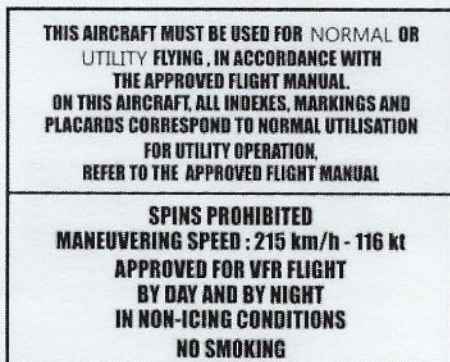 THIS AIRCRAFT MUST BE USED FOR NORMAL OR
UTILITY FLYING , IN ACCORDANCE WITH
THE APPROVED FLIGHT MANUAL.
ON THIS AIRCRAFT, ALL INDEXES, MARKINGS AND
PLACARDS CORRESPOND TO NORMAL UTILISATION
FOR UTILITY OPERATION,
REFER TO THE APPROVED FLIGHT MANUAL
SPINS PROHIBITED
MANEUVERING SPEED : 215 km/h - 116 kt
APPROVED FOR VFR FLIGHT
BY DAY AND BY NIGHT
IN NON-ICING CONDITIONS
NO SMOKING